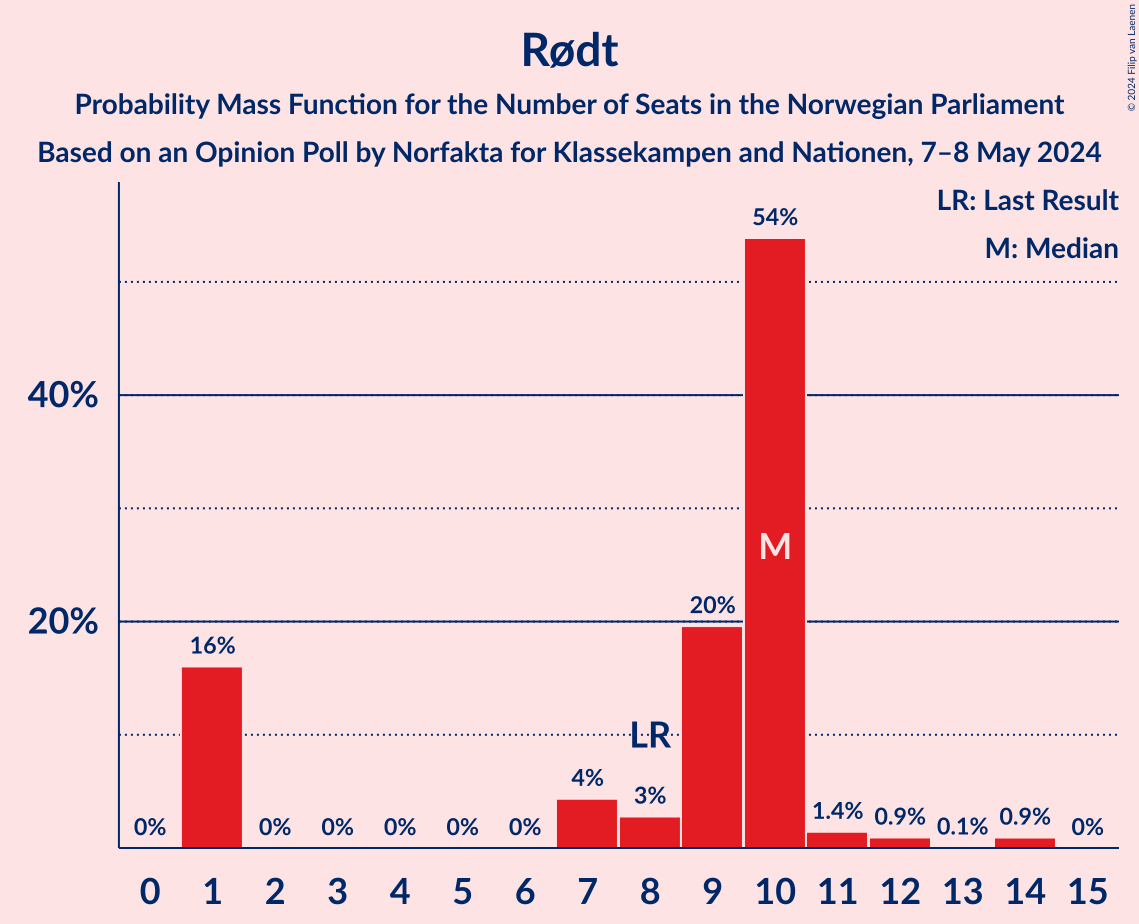 Rødt
Probability Mass Function for the Number of Seats in the Norwegian Parliament
Based on an Opinion Poll by Norfakta for Klassekampen and Nationen, 7–8 May 2024
© 2024 Filip van Laenen
LR: Last Result
M: Median
54%
40%
M
20%
20%
16%
LR
4%
3%
1.4%
0.9%
0.9%
0%
0%
0%
0%
0%
0%
0.1%
0%
0 1 2 3 4 5 6 7 8 9 10 11 12 13 14 15